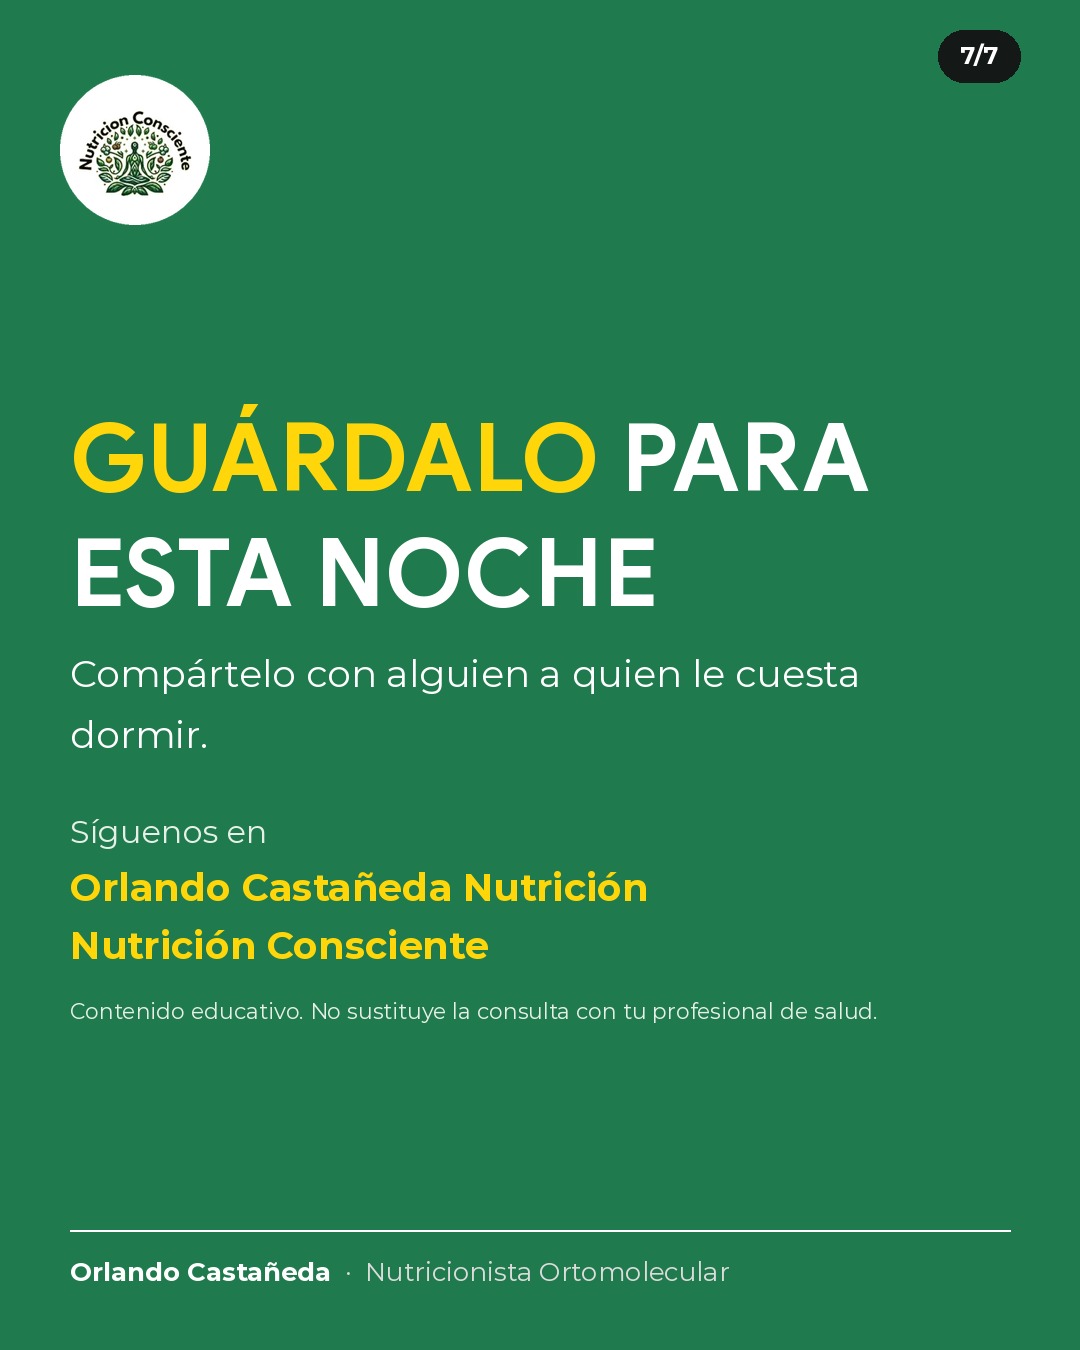 7/7
Nutricion Consciente
GUÁRDALO PARA
ESTA NOCHE
Compártelo con alguien a quien le cuesta
dormir.
Síguenos en
Orlando Castañeda Nutrición
Nutrición Consciente
Contenido educativo. No sustituye la consulta con tu profesional de salud.
Orlando Castañeda · Nutricionista Ortomolecular